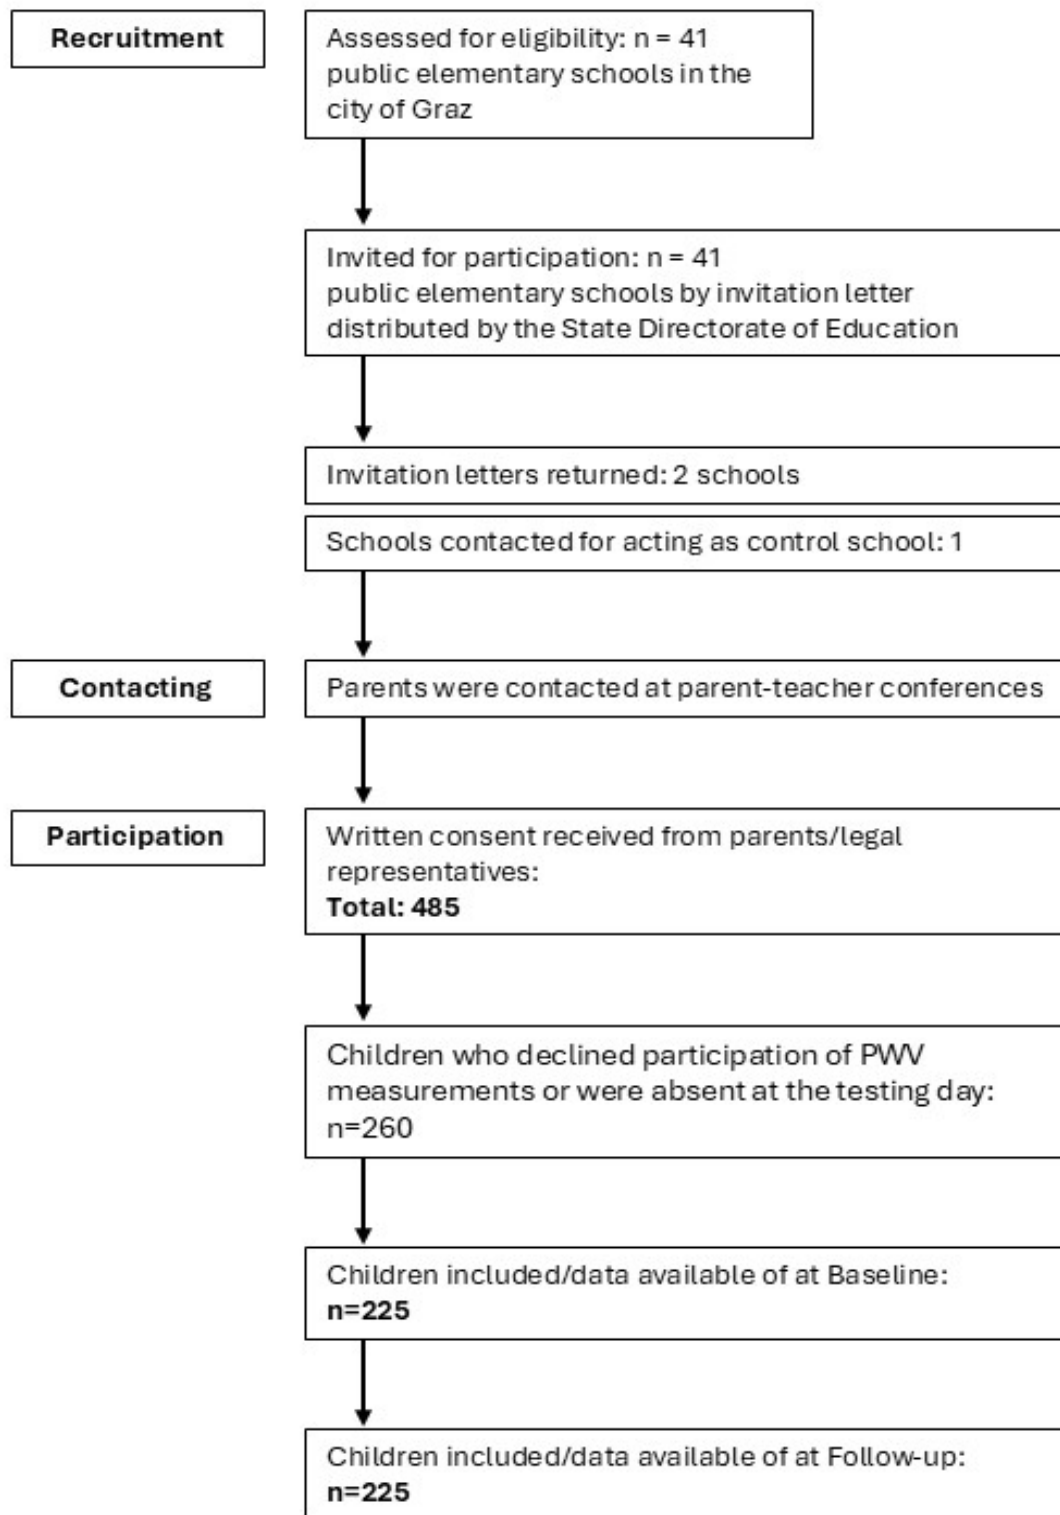 Recruitment
Assessed for eligibility: n = 41
public elementary schools in the
city of Graz
Invited for participation: n = 41
public elementary schools by invitation letter
distributed by the State Directorate of Education
Invitation letters returned: 2 schools
Schools contacted for acting as control school: 1
Contacting
Parents were contacted at parent-teacher conferences
Participation
Written consent received from parents/legal
representatives:
Total: 485
Children who declined participation of PWV
measurements or were absent at the testing day:
n=260
Children included/data available of at Baseline:
n=225
Children included/data available of at Follow-up:
n=225